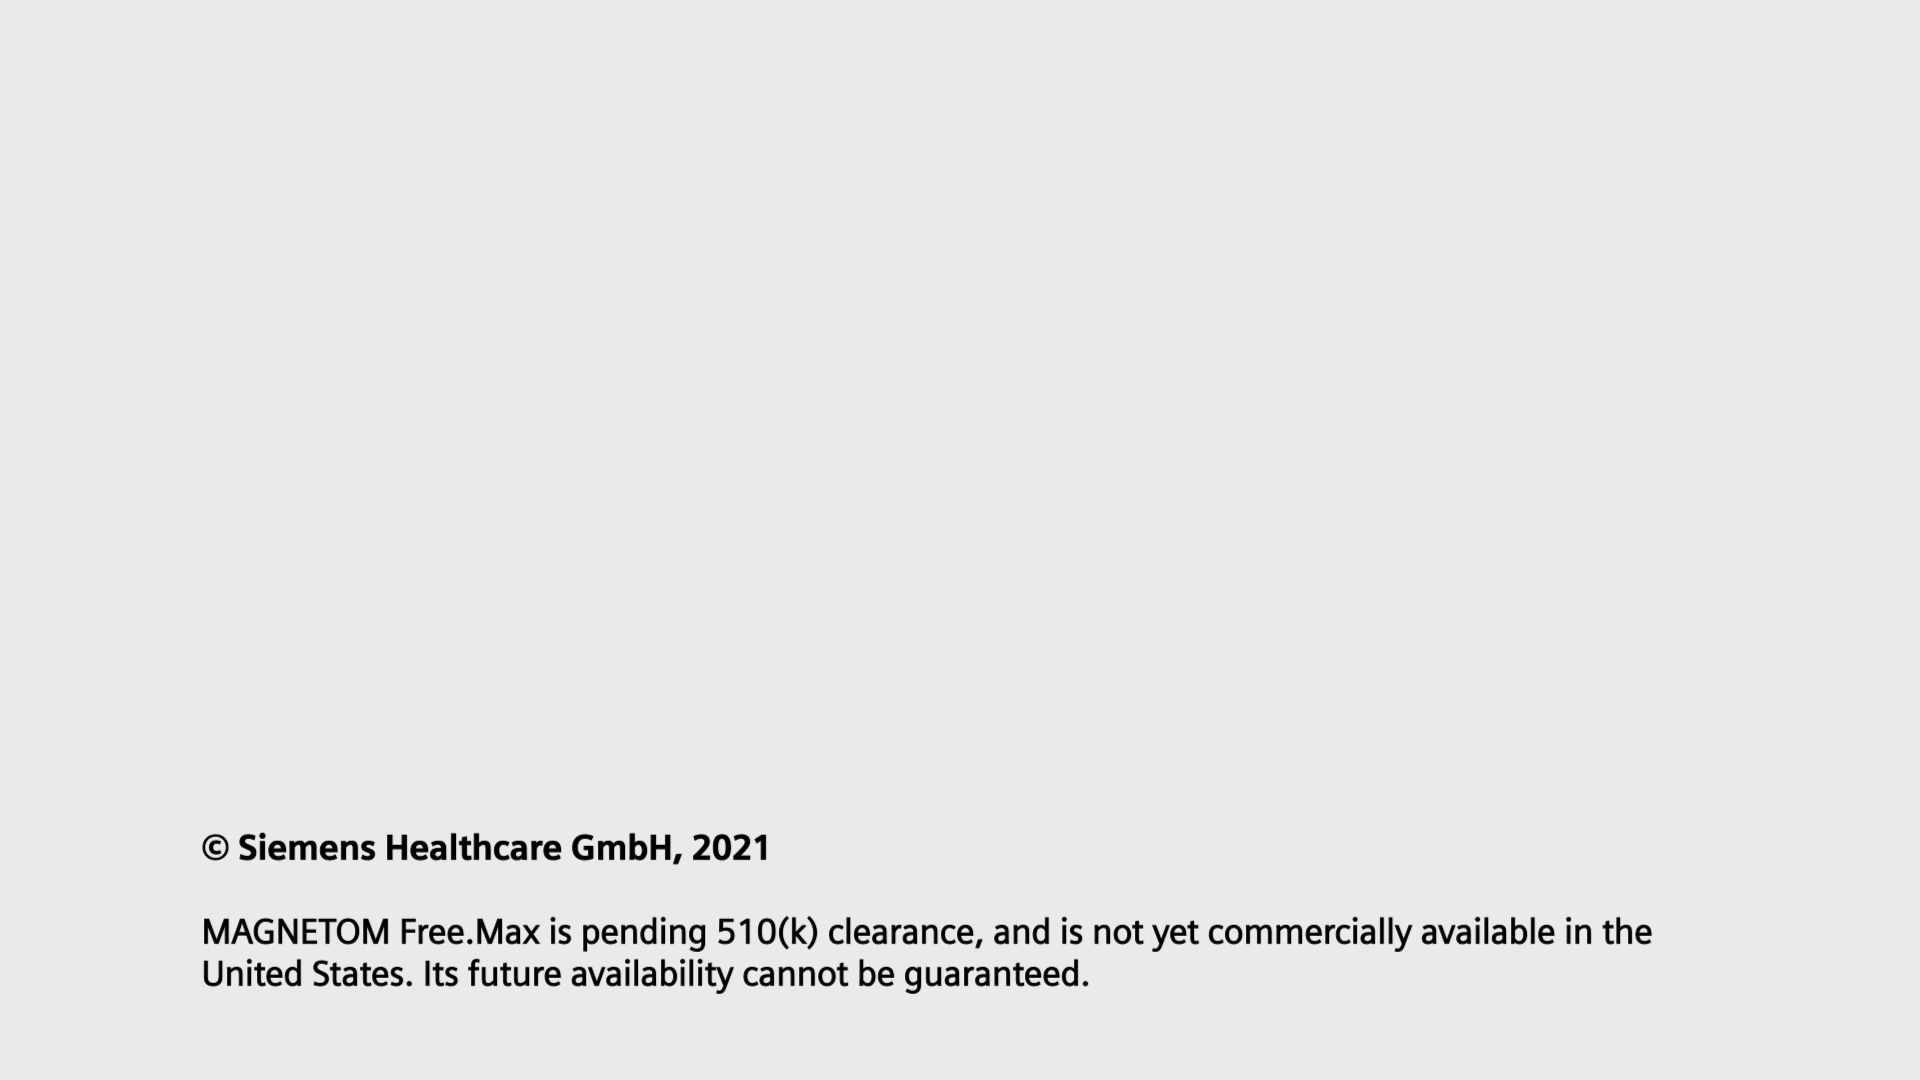 © Siemens Healthcare GmbH, 2021
MAGNETOM Free.Max is pending 510(k) clearance, and is not yet commercially available in the
United States. Its future availability cannot be guaranteed.